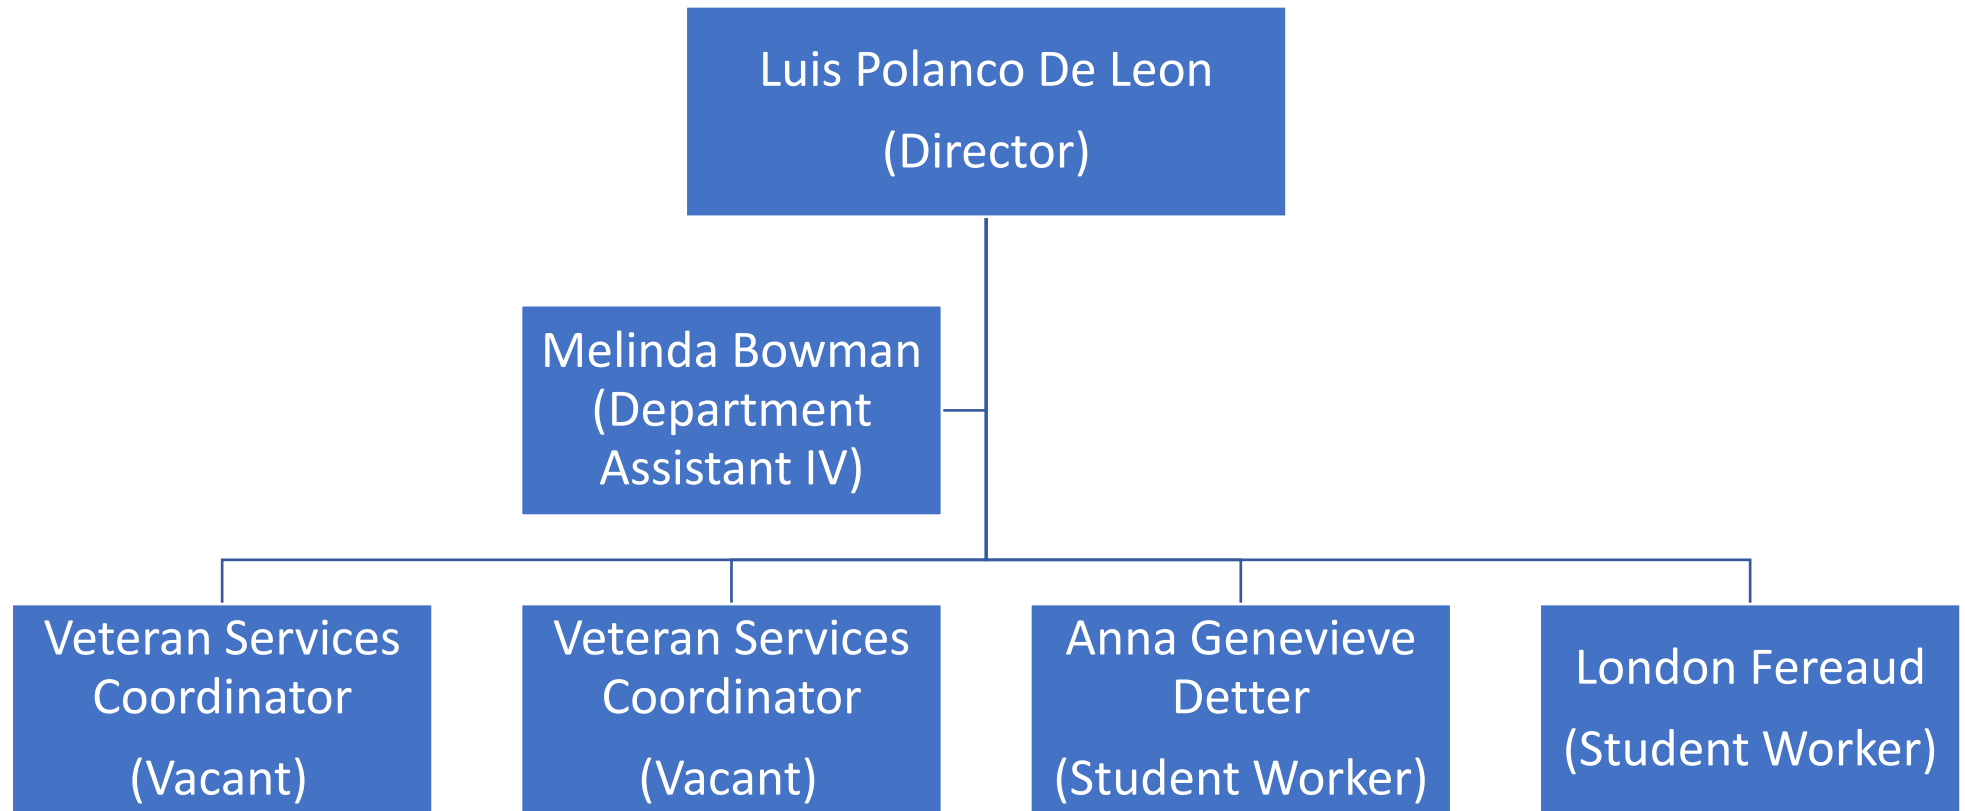 Luis Polanco De Leon
(Director)
Melinda Bowman
(Department
Assistant IV)
Veteran Services
Coordinator
(Vacant)
Veteran Services
Coordinator
(Vacant)
Anna Genevieve
Detter
(Student Worker)
London Fereaud
(Student Worker)